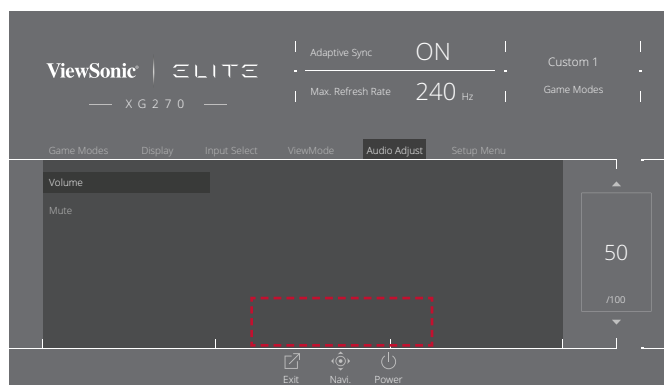 ViewSonic® ELITE
XG270
Adaptive Sync ON
Max. Refresh Rate 240 Hz
Custom 1
Game Modes
Game Modes Display Input Select ViewMode Audio Adjust Setup Menu
Volume
Mute
50
/100
Exit Navi. Power